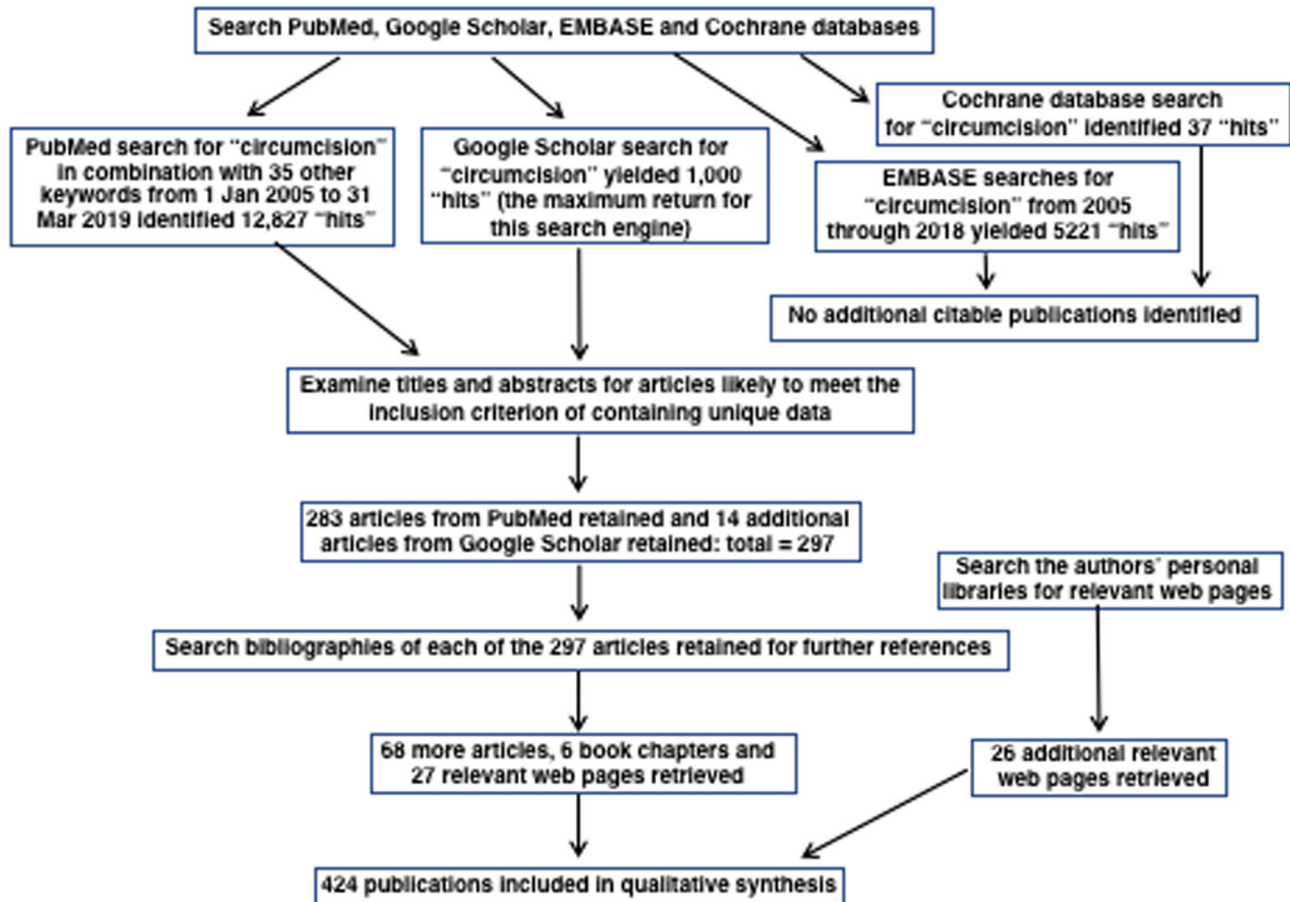 Search PubMed, Google Scholar, EMBASE and Cochrane databases
PubMed search for “circumcision”
in combination with 35 other
keywords from 1 Jan 2005 to 31
Mar 2019 identified 12,827 “hits”
Google Scholar search for
“circumcision” yielded 1,000
“hits” (the maximum return for
this search engine)
Cochrane database search
for “circumcision” identified 37 “hits”
EMBASE searches for
“circumcision” from 2005
through 2018 yielded 5221 “hits”
No additional citable publications identified
Examine titles and abstracts for articles likely to meet the
inclusion criterion of containing unique data
283 articles from PubMed retained and 14 additional
articles from Google Scholar retained: total = 297
Search the authors’ personal
libraries for relevant web pages
Search bibliographies of each of the 297 articles retained for further references
68 more articles, 6 book chapters and
27 relevant web pages retrieved
26 additional relevant
web pages retrieved
424 publications included in qualitative synthesis